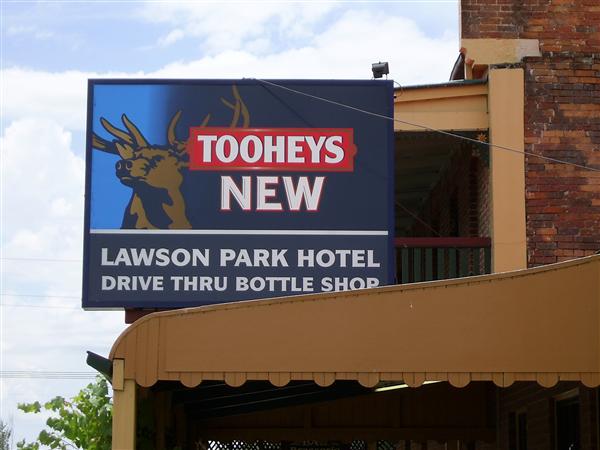 TOOHEYS
NEW
LAWSON PARK HOTEL
DRIVE THRU BOTTLE SHOP